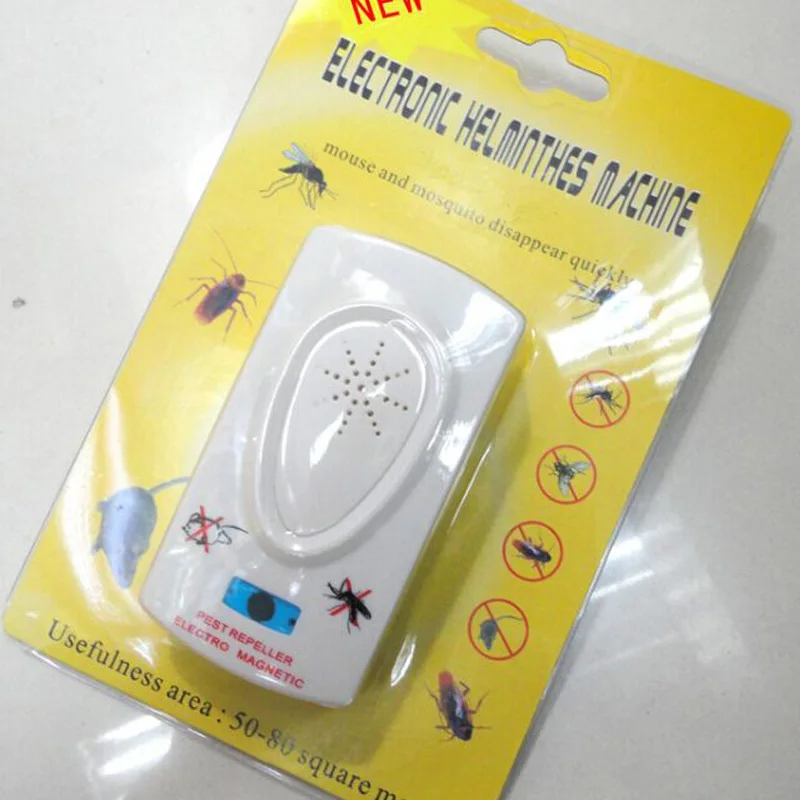 NEW
ELECTRONIC HELMINTHES MACHINE
mouse and mosquito disappear quickly
PEST REPELLER
ELECTRO MAGNETIC
Usefulness area : 50-80 square